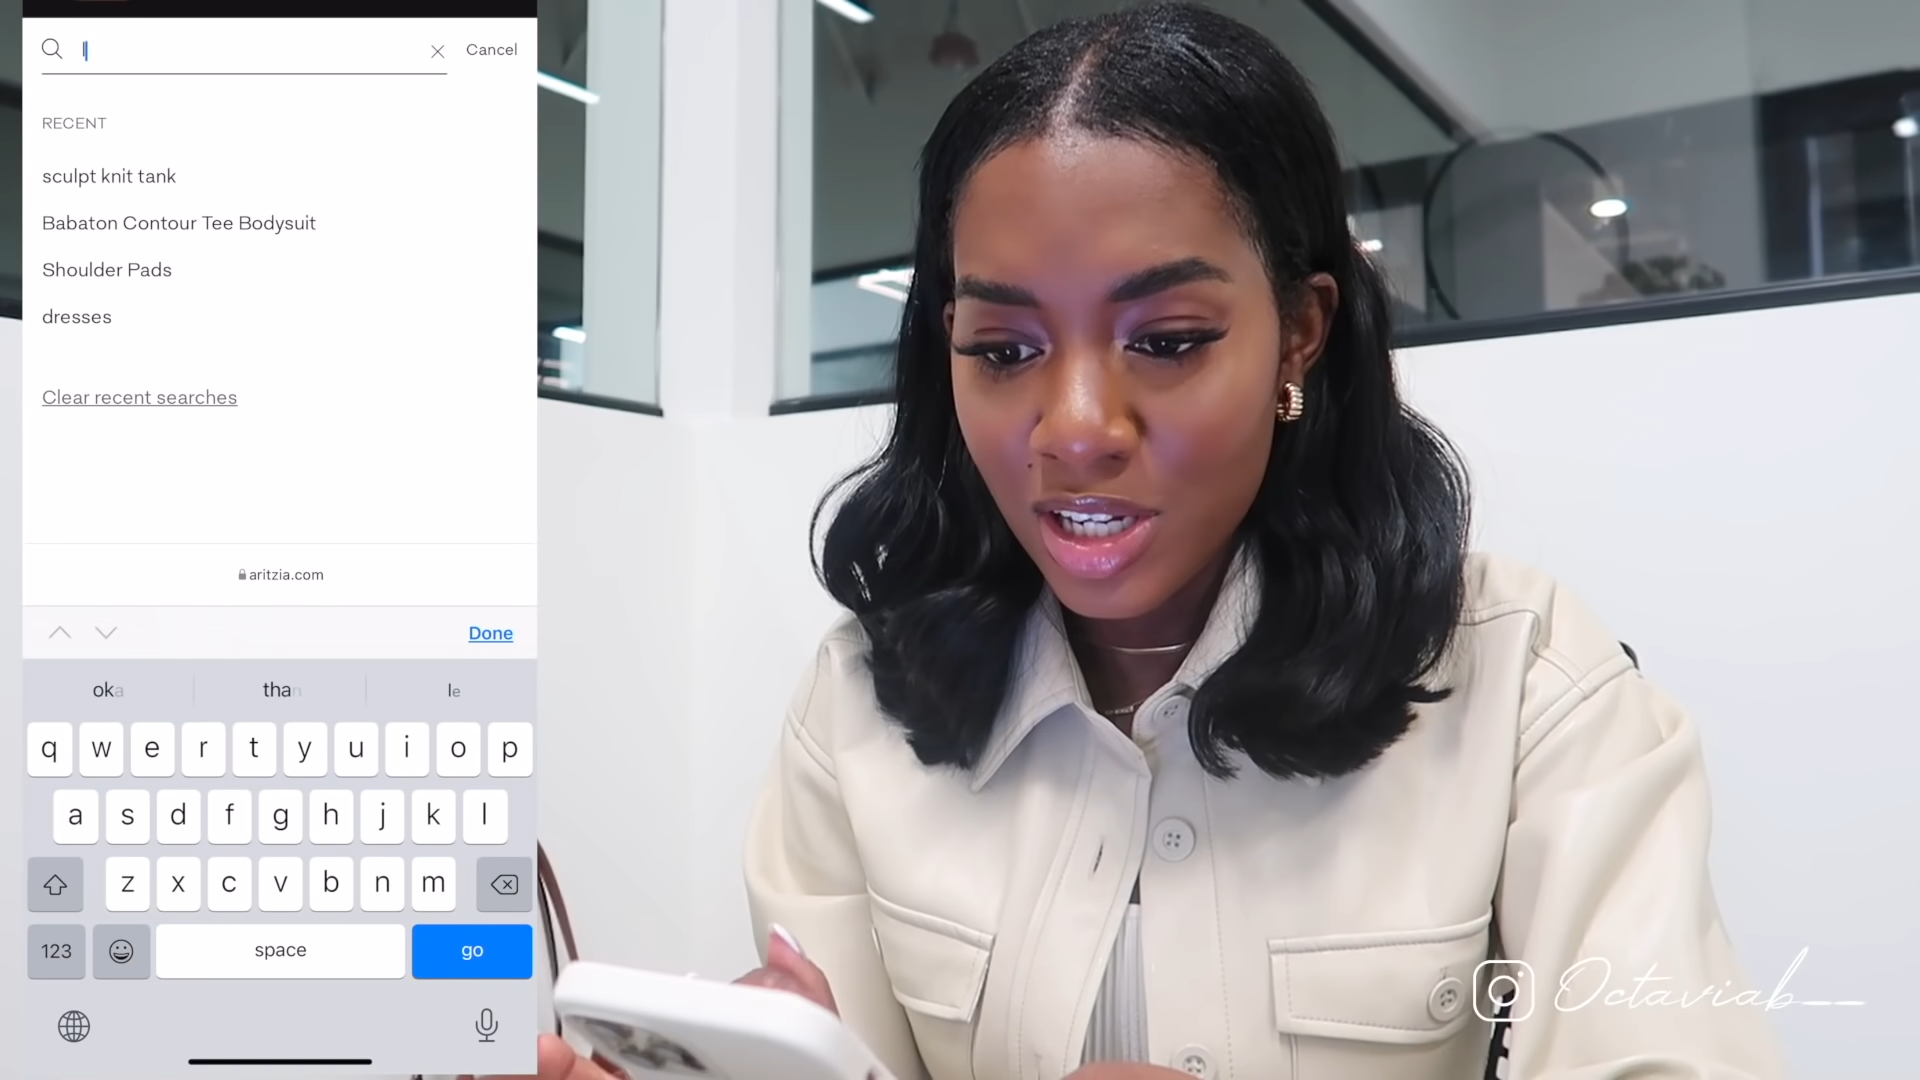 l
Cancel
RECENT
sculpt knit tank
Babaton Contour Tee Bodysuit
Shoulder Pads
dresses
Clear recent searches
aritzia.com
Done
oka than le
q w e r t y u i o p
a s d f g h j k l
z x c v b n m
123 space go
Octaviab__